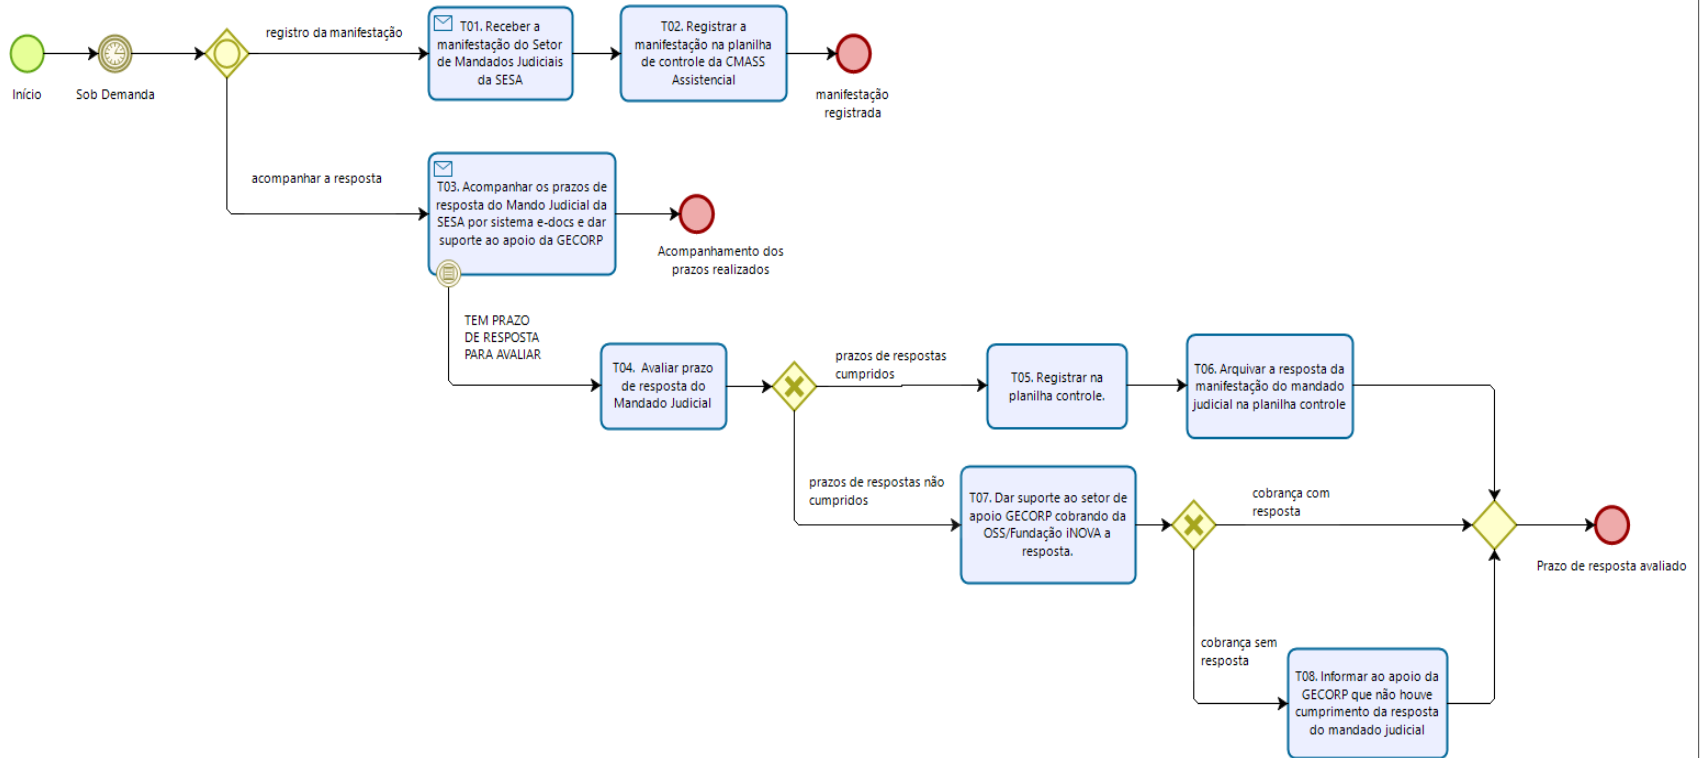 Início
Sob Demanda
registro da manifestação
T01. Receber a
manifestação do Setor
de Mandados Judiciais
da SESA
T02. Registrar a
manifestação na planilha
de controle da CMASS
Assistencial
manifestação
registrada
acompanhar a resposta
T03. Acompanhar os prazos de
resposta do Mando Judicial da
SESA por sistema e-docs e dar
suporte ao apoio da GECORP
Acompanhamento dos
prazos realizados
TEM PRAZO
DE RESPOSTA
PARA AVALIAR
T04. Avaliar prazo
de resposta do
Mandado Judicial
prazos de respostas
cumpridos
T05. Registrar na
planilha controle.
T06. Arquivar a resposta da
manifestação do mandado
judicial na planilha controle
prazos de respostas não
cumpridos
T07. Dar suporte ao setor de
apoio GECORP cobrando da
OSS/Fundação iNOVA a
resposta.
cobrança com
resposta
Prazo de resposta avaliado
cobrança sem
resposta
T08. Informar ao apoio da
GECORP que não houve
cumprimento da resposta
do mandado judicial